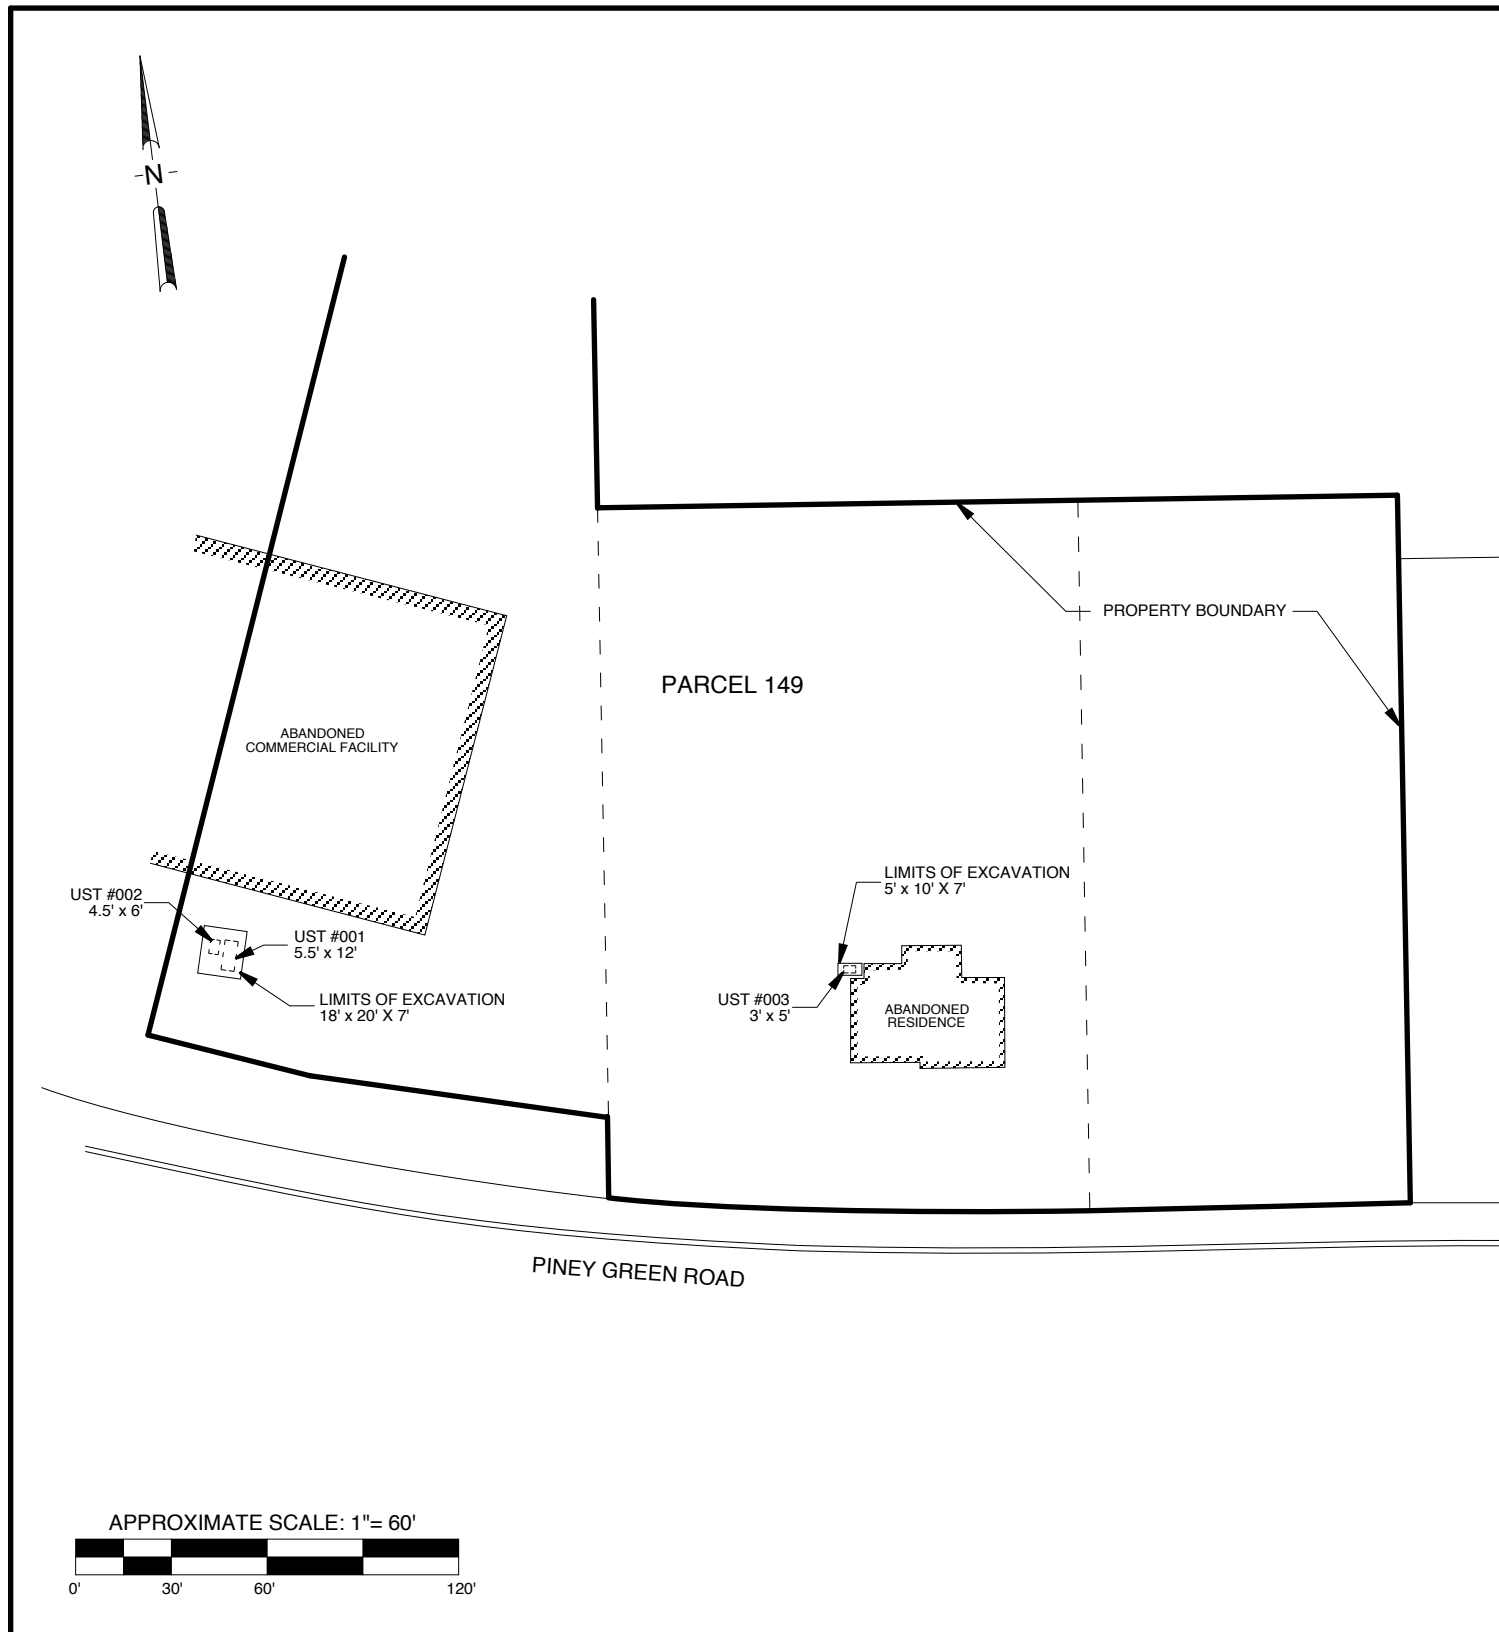 N
PROPERTY BOUNDARY
PARCEL 149
ABANDONED
COMMERCIAL FACILITY
LIMITS OF EXCAVATION
5' x 10' X 7'
UST #002
4.5' x 6'
UST #001
5.5' x 12'
LIMITS OF EXCAVATION
18' x 20' X 7'
UST #003
3' x 5'
ABANDONED
RESIDENCE
PINEY GREEN ROAD
APPROXIMATE SCALE: 1"= 60'
0' 30' 60' 120'